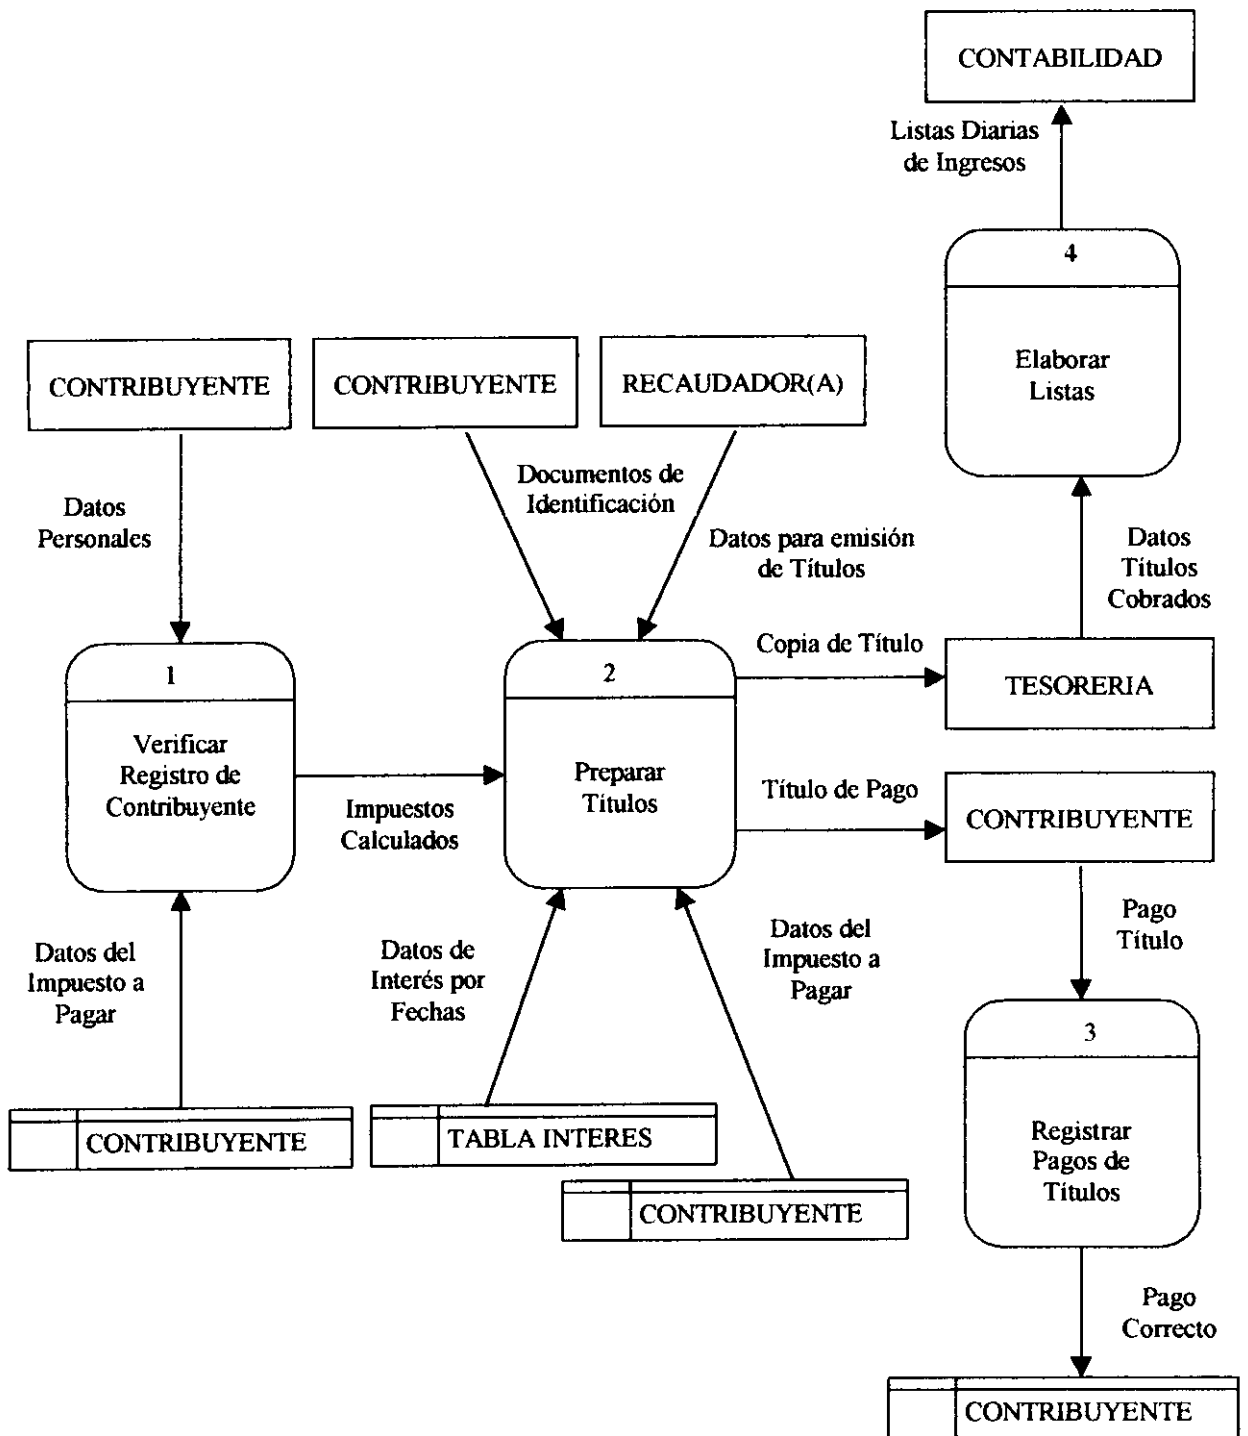 CONTABILIDAD
Listas Diarias
de Ingresos
4
Elaborar
Listas
CONTRIBUYENTE
CONTRIBUYENTE
RECAUDADOR(A)
Datos
Personales
Documentos de
Identificación
Datos para emisión
de Títulos
Datos
Títulos
Cobrados
1
Verificar
Registro de
Contribuyente
Impuestos
Calculados
2
Preparar
Títulos
Copia de Título
TESORERIA
Título de Pago
CONTRIBUYENTE
Datos del
Impuesto a
Pagar
Datos de
Interés por
Fechas
Datos del
Impuesto a
Pagar
Pago
Título
CONTRIBUYENTE
TABLA INTERES
CONTRIBUYENTE
3
Registrar
Pagos de
Títulos
Pago
Correcto
CONTRIBUYENTE